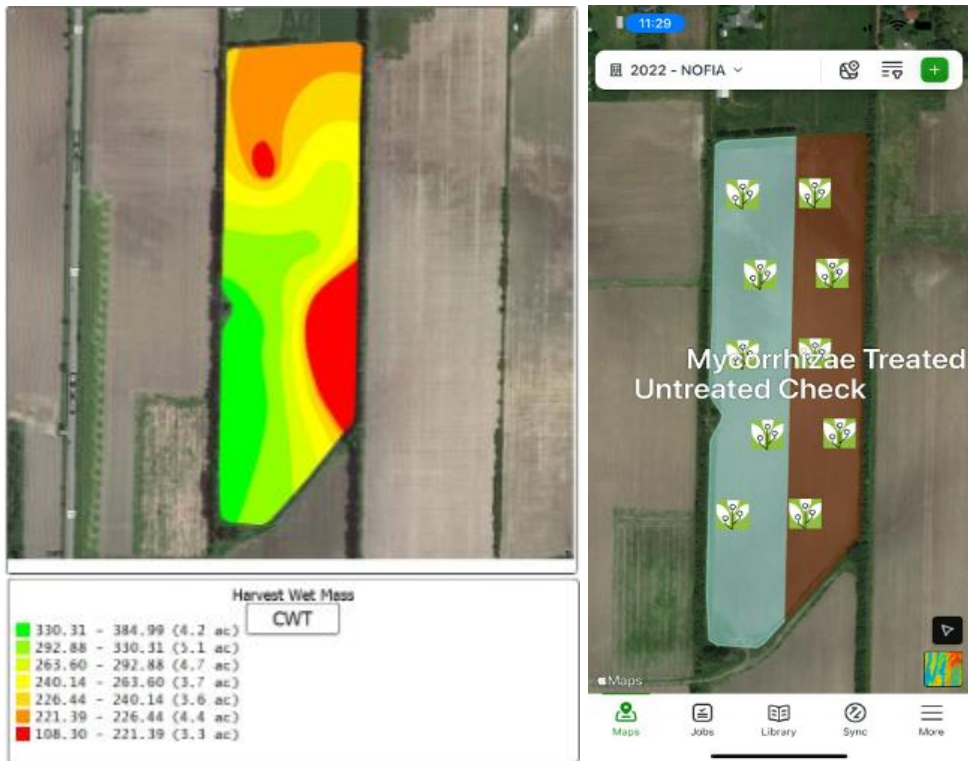 Harvest Wet Mass
CWT
330.31 - 384.99 (4.2 ac)
292.88 - 330.31 (5.1 ac)
263.60 - 292.88 (4.7 ac)
240.14 - 263.60 (3.7 ac)
226.44 - 240.14 (3.6 ac)
221.39 - 226.44 (4.4 ac)
108.30 - 221.39 (3.3 ac)
11:29
2022 - NOFIA
Mycorrhizae Treated
Untreated Check
Maps
Maps
Jobs
Library
Sync
More